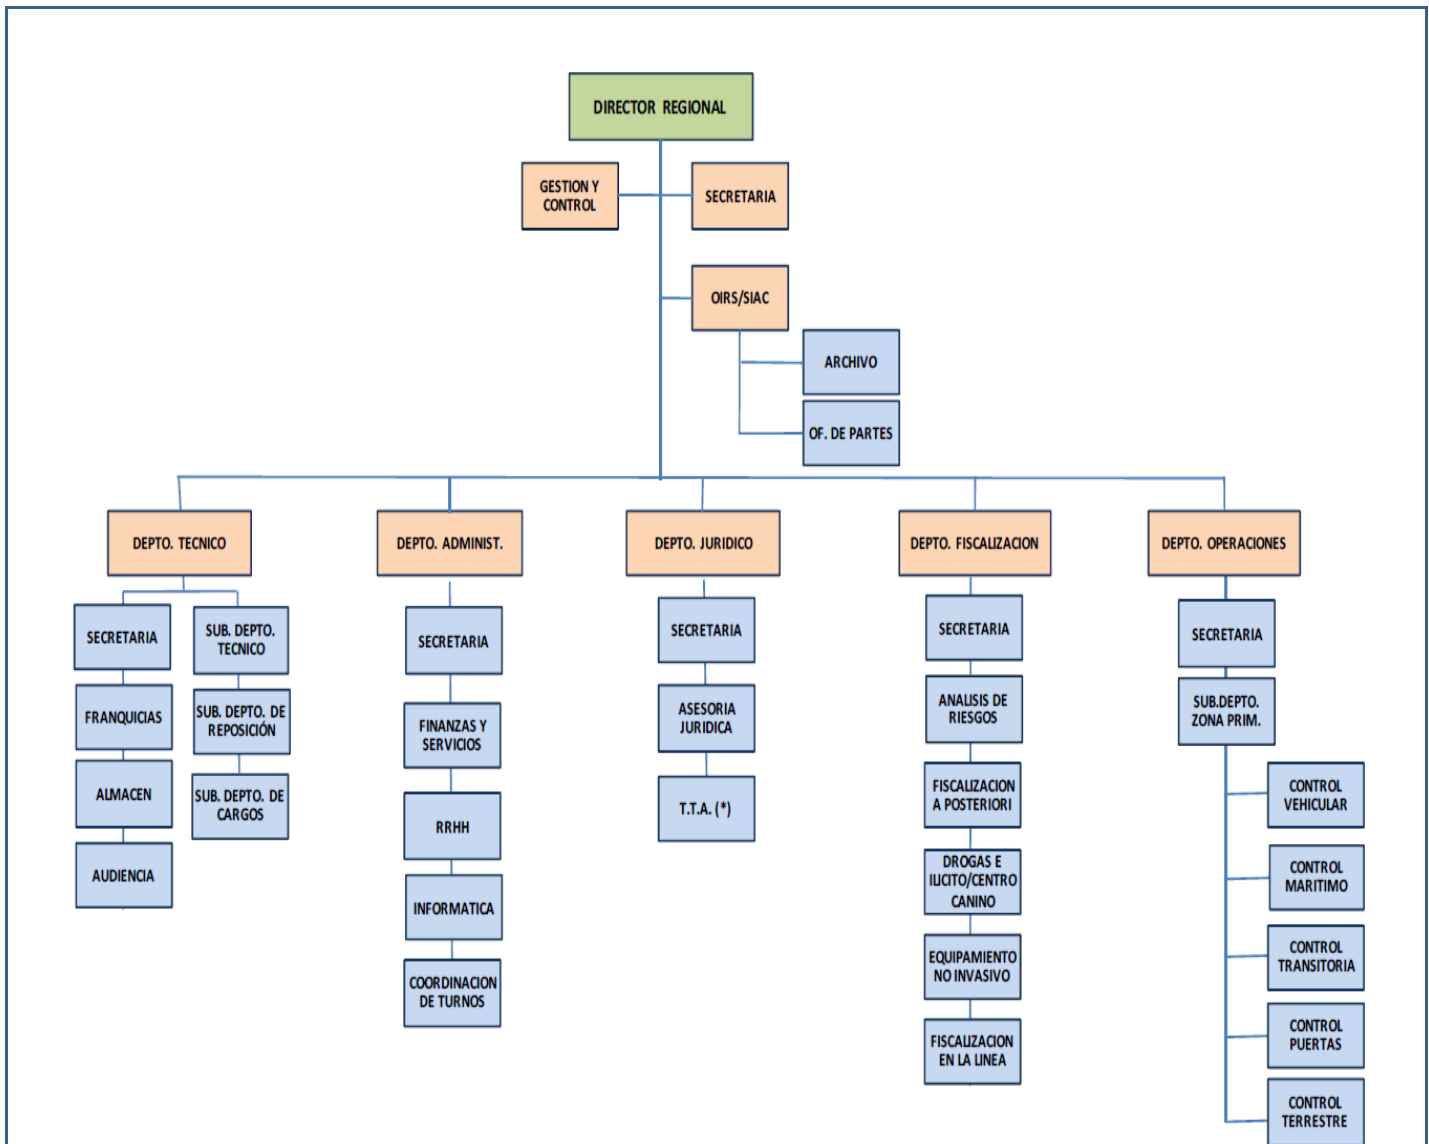 DIRECTOR REGIONAL
GESTION Y
CONTROL
SECRETARIA
OIRS/SIAC
ARCHIVO
OF. DE PARTES
DEPTO. TECNICO
SECRETARIA
FRANQUICIAS
ALMACEN
AUDIENCIA
SUB. DEPTO.
TECNICO
SUB. DEPTO. DE
REPOSICIÓN
SUB. DEPTO. DE
CARGOS
DEPTO. ADMINIST.
SECRETARIA
FINANZAS Y
SERVICIOS
RRHH
INFORMATICA
COORDINACION
DE TURNOS
DEPTO. JURIDICO
SECRETARIA
ASESORIA
JURIDICA
T.T.A. (*)
DEPTO. FISCALIZACION
SECRETARIA
ANALISIS DE
RIESGOS
FISCALIZACION
A POSTERIORI
DROGAS E
ILICITO/CENTRO
CANINO
EQUIPAMIENTO
NO INVASIVO
FISCALIZACION
EN LA LINEA
DEPTO. OPERACIONES
SECRETARIA
SUB.DEPTO.
ZONA PRIM.
CONTROL
VEHICULAR
CONTROL
MARITIMO
CONTROL
TRANSITORIA
CONTROL
PUERTAS
CONTROL
TERRESTRE